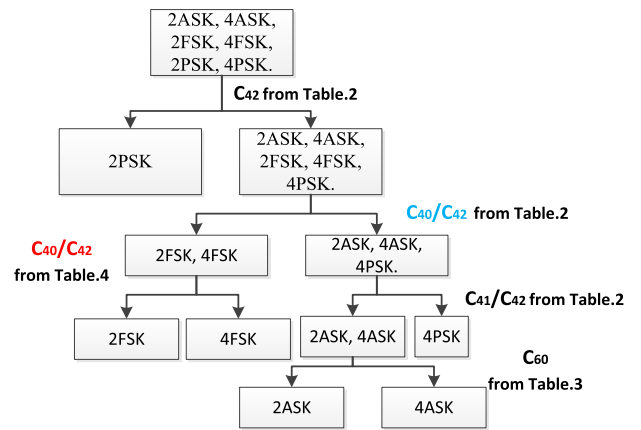 2ASK, 4ASK,
2FSK, 4FSK,
2PSK, 4PSK.
C42 from Table.2
2PSK
2ASK, 4ASK,
2FSK, 4FSK,
4PSK.
C40/C42 from Table.2
C40/C42
from Table.4
2FSK, 4FSK
2ASK, 4ASK,
4PSK.
C41/C42 from Table.2
2FSK
4FSK
2ASK, 4ASK
4PSK
C60
from Table.3
2ASK
4ASK